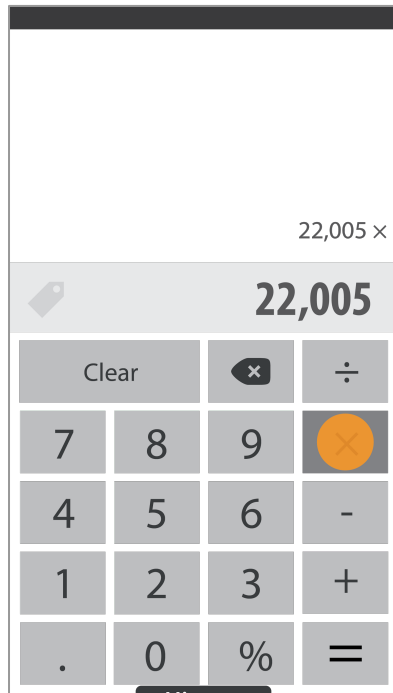 22,005 ×
22,005
Clear × ÷
7 8 9 ×
4 5 6 -
1 2 3 +
. 0 % =